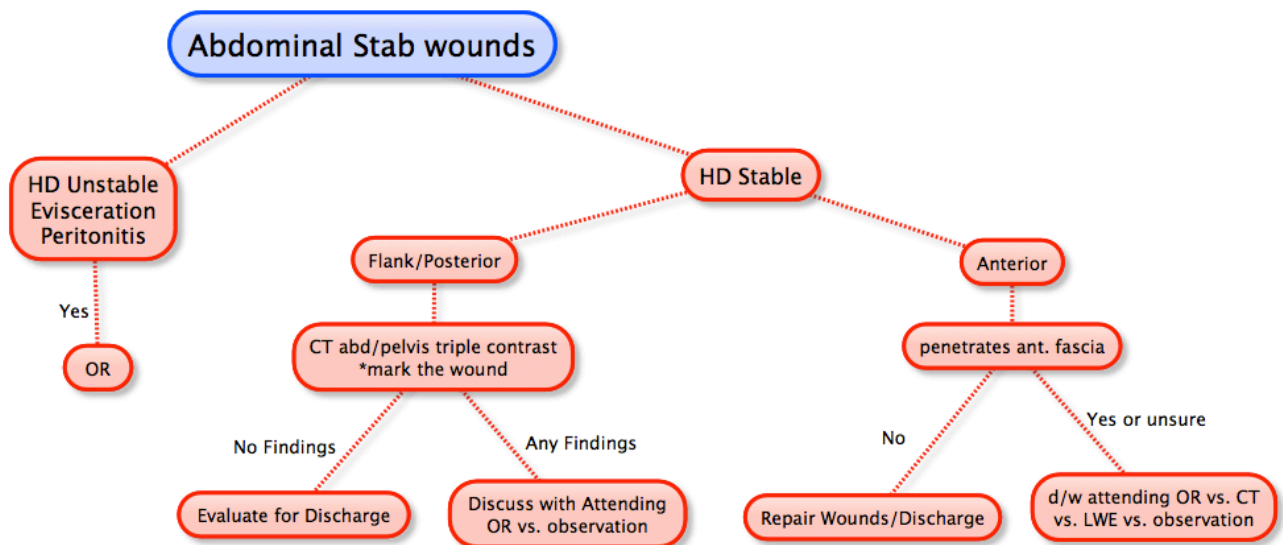 Abdominal Stab wounds
HD Unstable
Evisceration
Peritonitis
HD Stable
Flank/Posterior
Anterior
Yes
OR
CT abd/pelvis triple contrast
*mark the wound
penetrates ant. fascia
No Findings
Any Findings
No
Yes or unsure
Evaluate for Discharge
Discuss with Attending
OR vs. observation
Repair Wounds/Discharge
d/w attending OR vs. CT
vs. LWE vs. observation